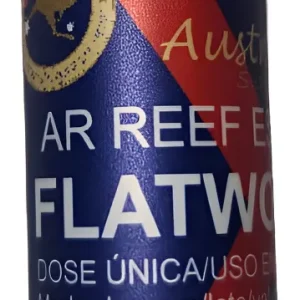 Aust
AR REEF E
FLATWO
DOSE ÚNICA/USO E